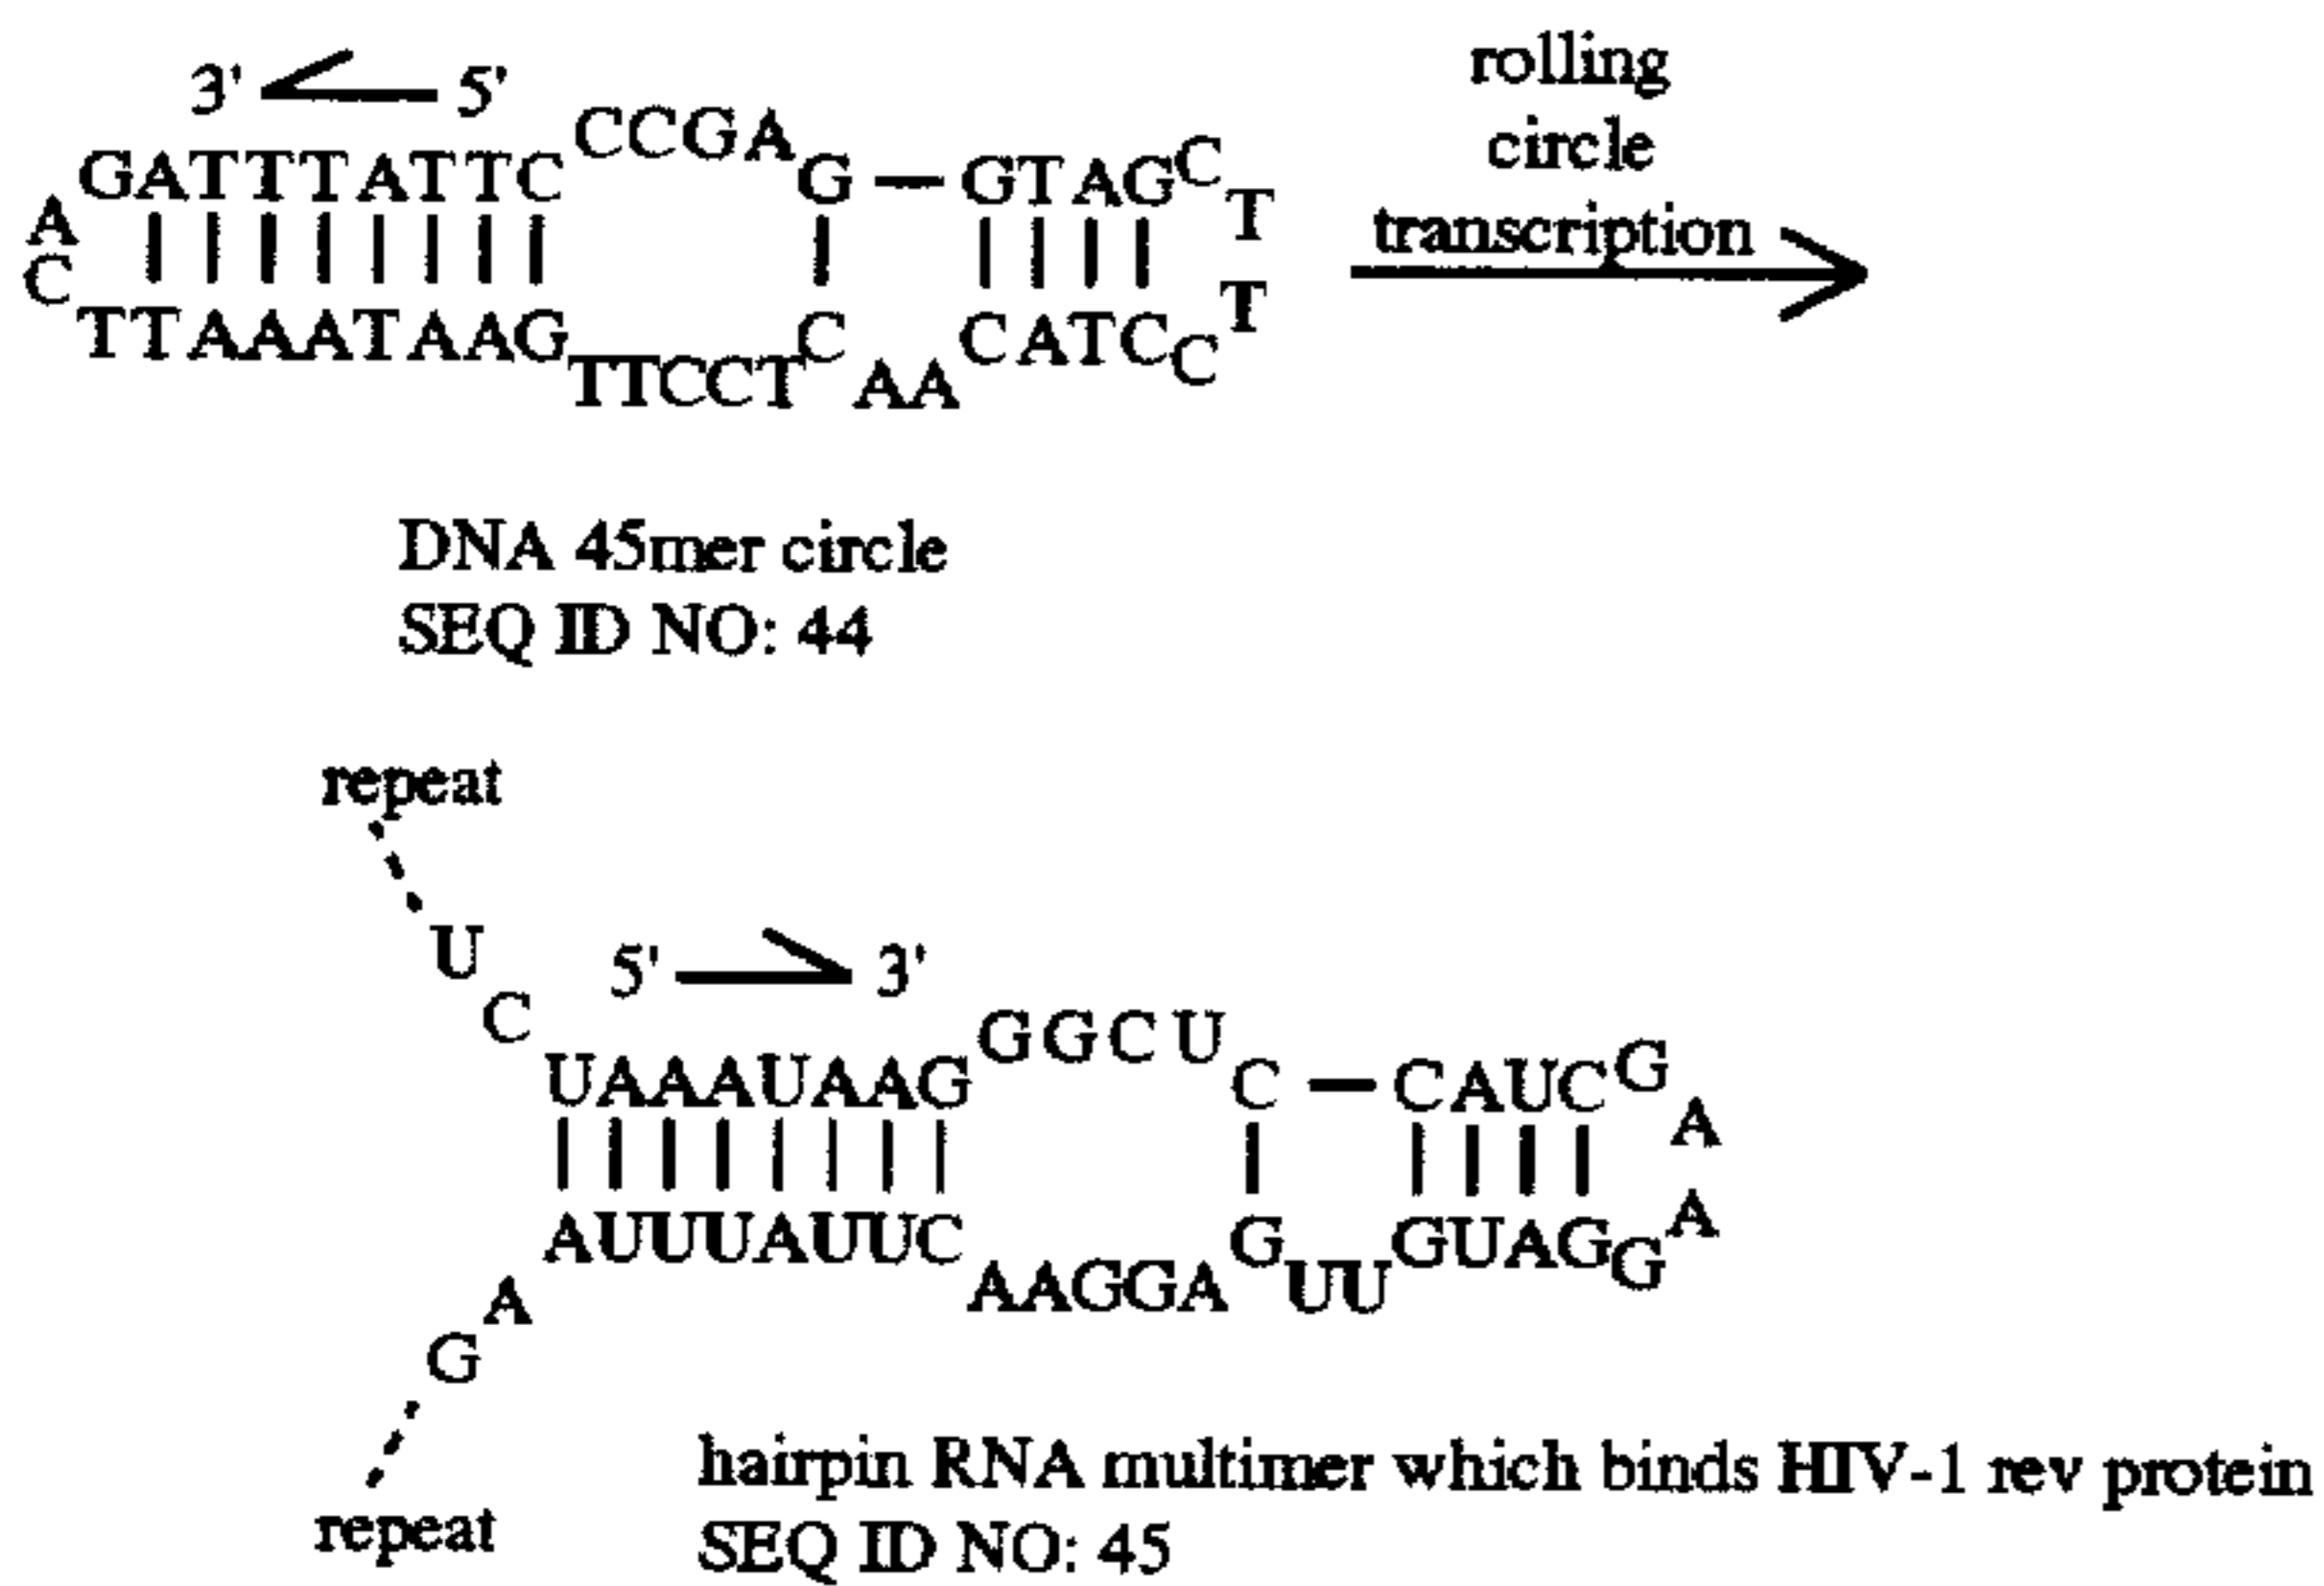 3' 5'
CCGA
GATTTATTC G GTAG C
A T
C T
TTAAATAAG C CATC C
TTCCT AA
rolling
circle
transcription
DNA 45mer circle
SEQ ID NO: 44
repeat
U
C
5' 3'
GGCU
UAAAUAAG C CAUC G
A
A
AUUUAUUC G GUAG G
AAGGA UU
A
G
repeat
hairpin RNA multimer which binds HIV-1 rev protein
SEQ ID NO: 45